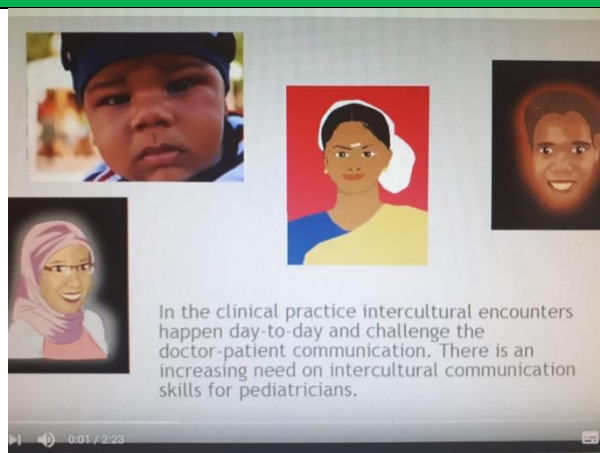 In the clinical practice intercultural encounters
happen day-to-day and challenge the
doctor-patient communication. There is an
increasing need on intercultural communication
skills for pediatricians.
0:01 / 2:23